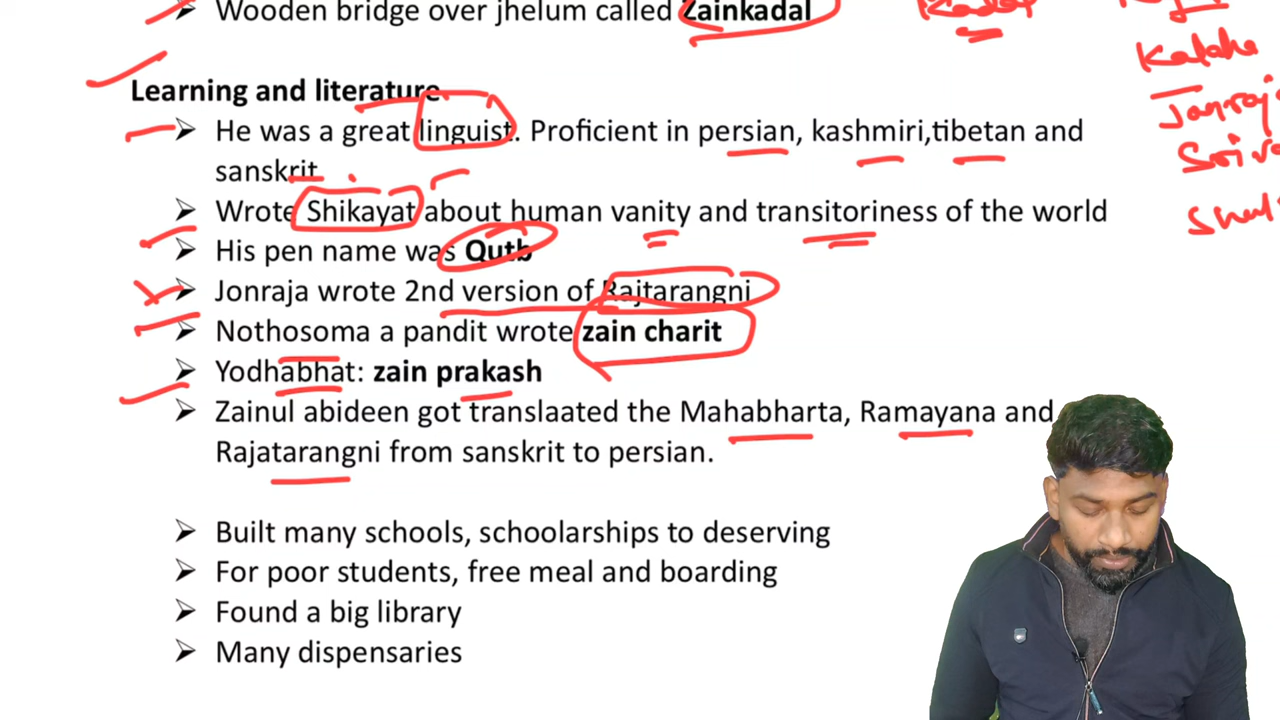 Wooden bridge over jhelum called Zainkadal
Learning and literature
He was a great linguist. Proficient in persian, kashmiri,tibetan and
sanskrit
Wrote Shikayat about human vanity and transitoriness of the world
His pen name was Qutb
Jonraja wrote 2nd version of Rajtarangni
Nothosoma a pandit wrote zain charit
Yodhabhat: zain prakash
Zainul abideen got translaated the Mahabharta, Ramayana and
Rajatarangni from sanskrit to persian.
Built many schools, schoolarships to deserving
For poor students, free meal and boarding
Found a big library
Many dispensaries